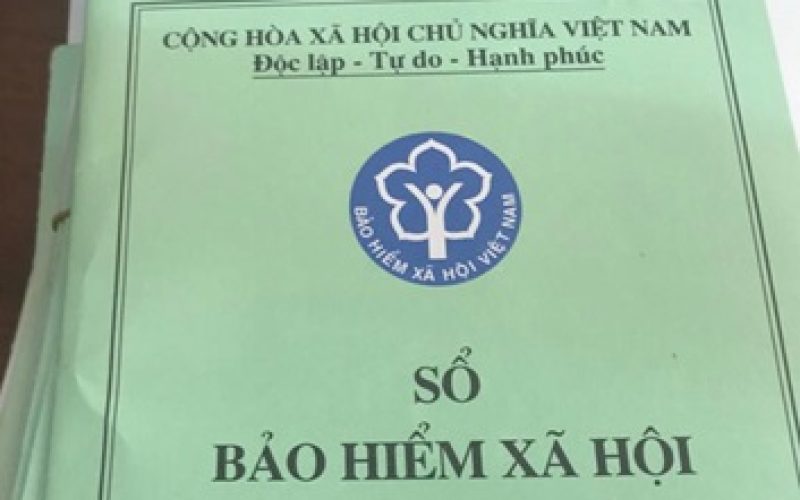 CỘNG HÒA XÃ HỘI CHỦ NGHĨA VIỆT NAM
Độc lập - Tự do - Hạnh phúc
BẢO HIỂM XÃ HỘI VIỆT NAM
SỔ
BẢO HIỂM XÃ HỘI